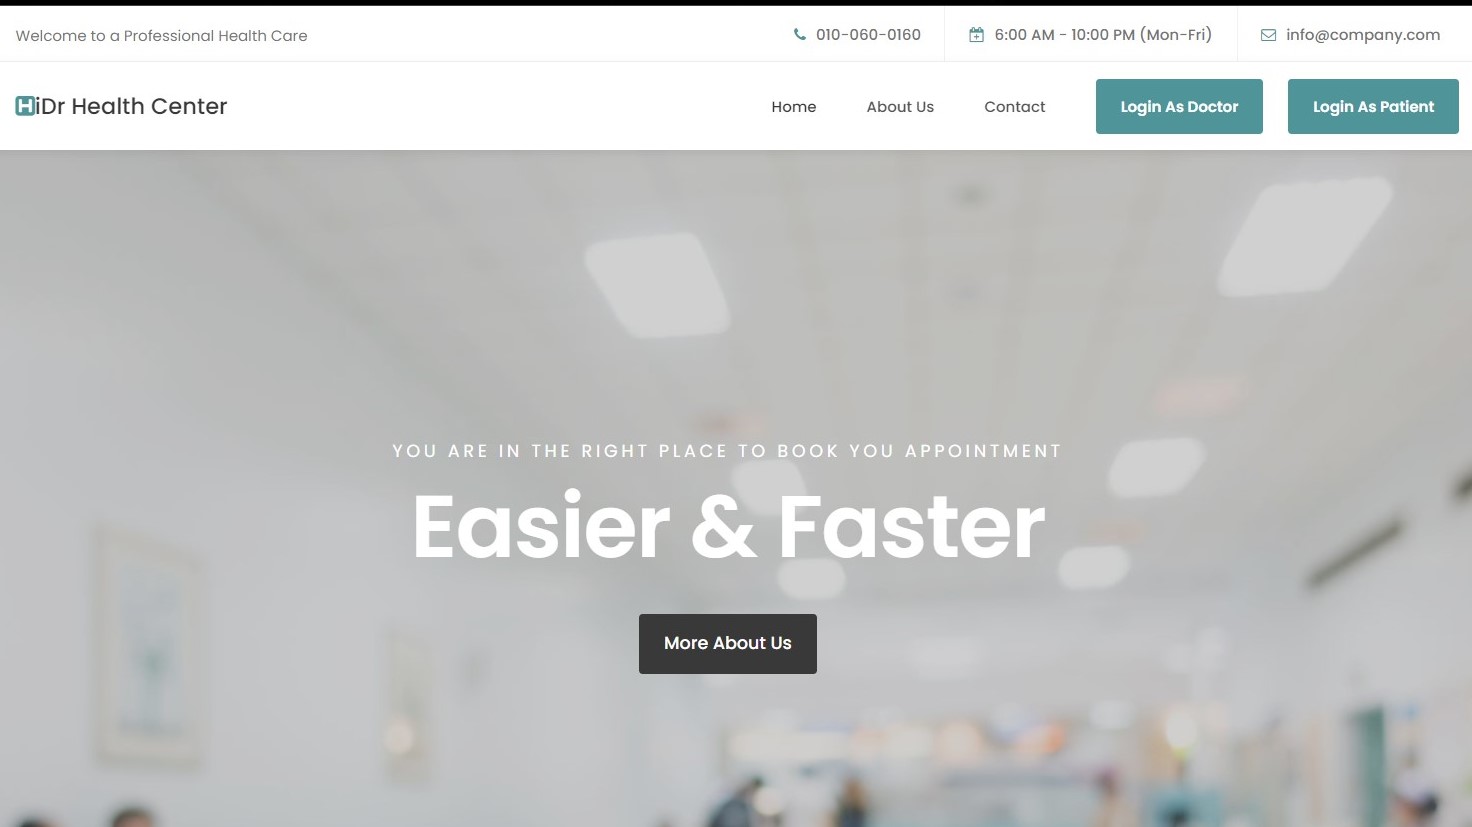 Welcome to a Professional Health Care
010-060-0160
6:00 AM - 10:00 PM (Mon-Fri)
info@company.com
HiDr Health Center
Home
About Us
Contact
Login As Doctor
Login As Patient
YOU ARE IN THE RIGHT PLACE TO BOOK YOU APPOINTMENT
Easier & Faster
More About Us